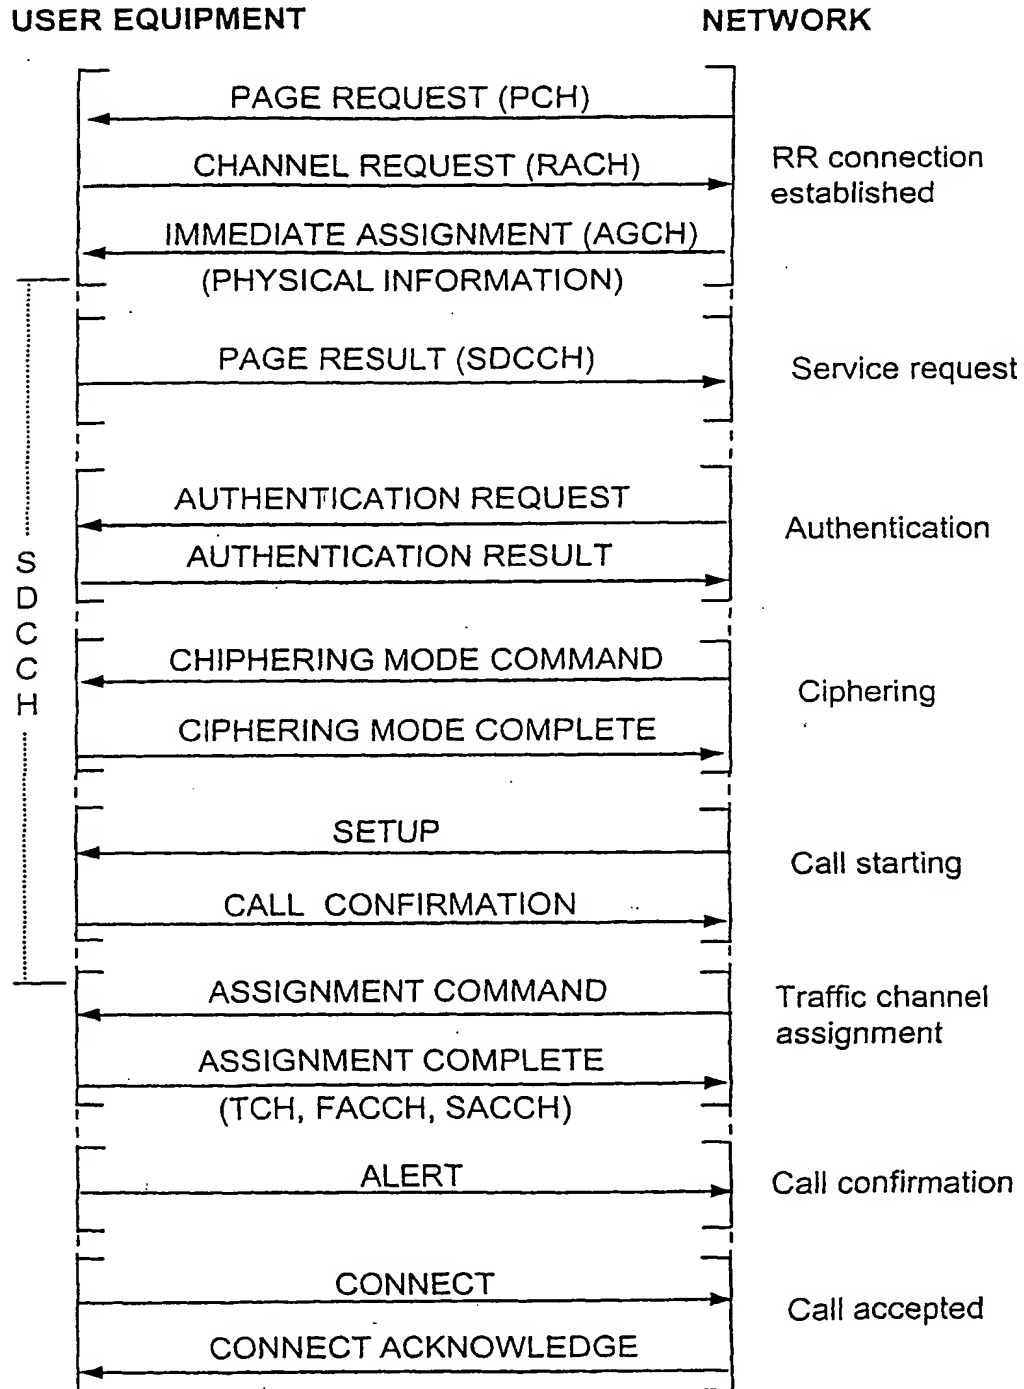 USER EQUIPMENT
NETWORK
PAGE REQUEST (PCH)
CHANNEL REQUEST (RACH)
RR connection
established
IMMEDIATE ASSIGNMENT (AGCH)
(PHYSICAL INFORMATION)
PAGE RESULT (SDCCH)
Service request
AUTHENTICATION REQUEST
Authentication
AUTHENTICATION RESULT
SDCCH
CHIPHERING MODE COMMAND
Ciphering
CIPHERING MODE COMPLETE
SETUP
Call starting
CALL CONFIRMATION
ASSIGNMENT COMMAND
Traffic channel
assignment
ASSIGNMENT COMPLETE
(TCH, FACCH, SACCH)
ALERT
Call confirmation
CONNECT
Call accepted
CONNECT ACKNOWLEDGE